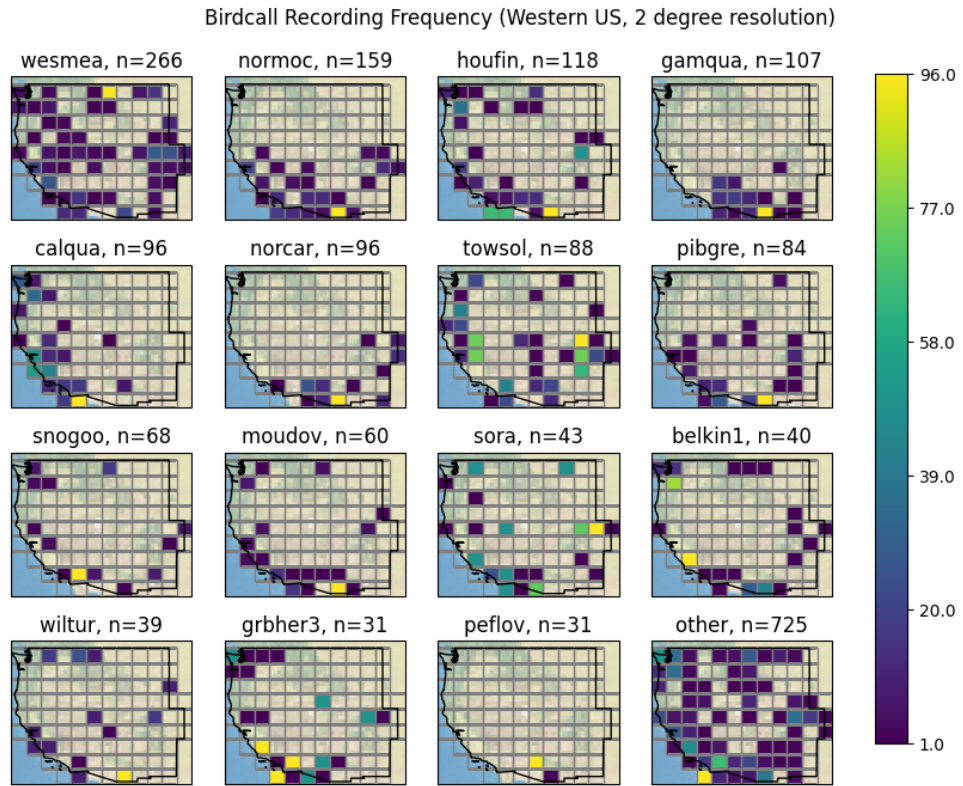 Birdcall Recording Frequency (Western US, 2 degree resolution)
wesmea, n=266
normoc, n=159
houfin, n=118
gamqua, n=107
calqua, n=96
norcar, n=96
towsol, n=88
pibgre, n=84
snogoo, n=68
moudov, n=60
sora, n=43
belkin1, n=40
wiltur, n=39
grbher3, n=31
peflov, n=31
other, n=725
96.0
77.0
58.0
39.0
20.0
1.0